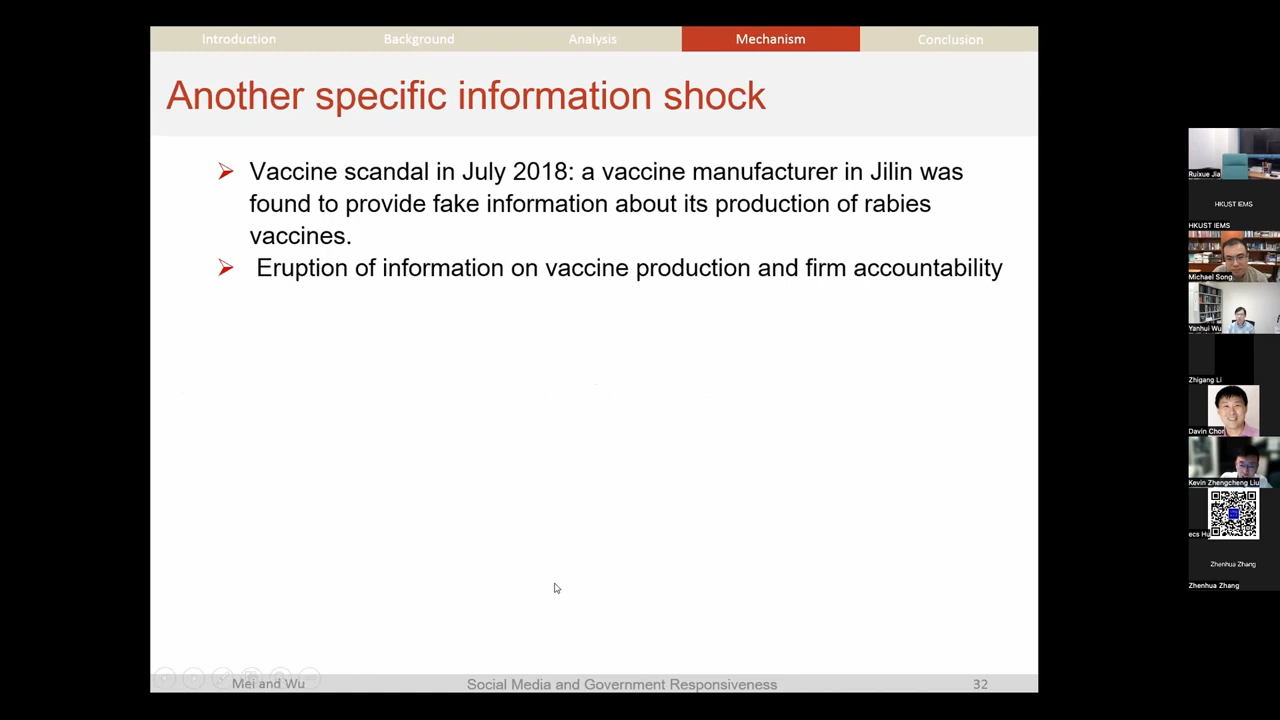 Introduction
Background
Analysis
Mechanism
Conclusion
Another specific information shock
Vaccine scandal in July 2018: a vaccine manufacturer in Jilin was
found to provide fake information about its production of rabies
vaccines.
Eruption of information on vaccine production and firm accountability
Mei and Wu
Social Media and Government Responsiveness
32
Ruixue Jia
HKUST IEMS
HKUST IEMS
Michael Song
Yanhui Wu
Zhigang Li
Davin Chor
Kevin Zhengcheng Liu
ecs
Zhenhua Zhang
Zhenhua Zhang